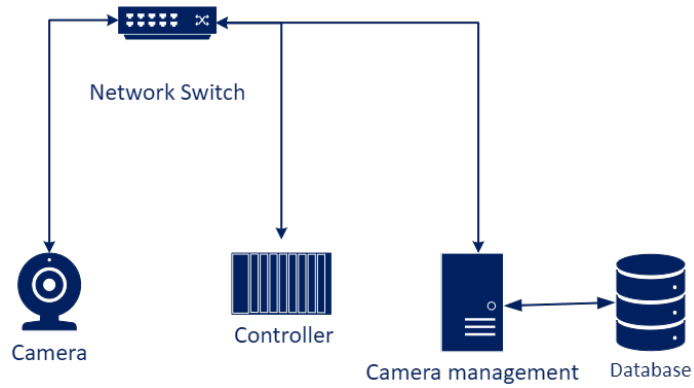 Network Switch
Camera
Controller
Camera management
Database